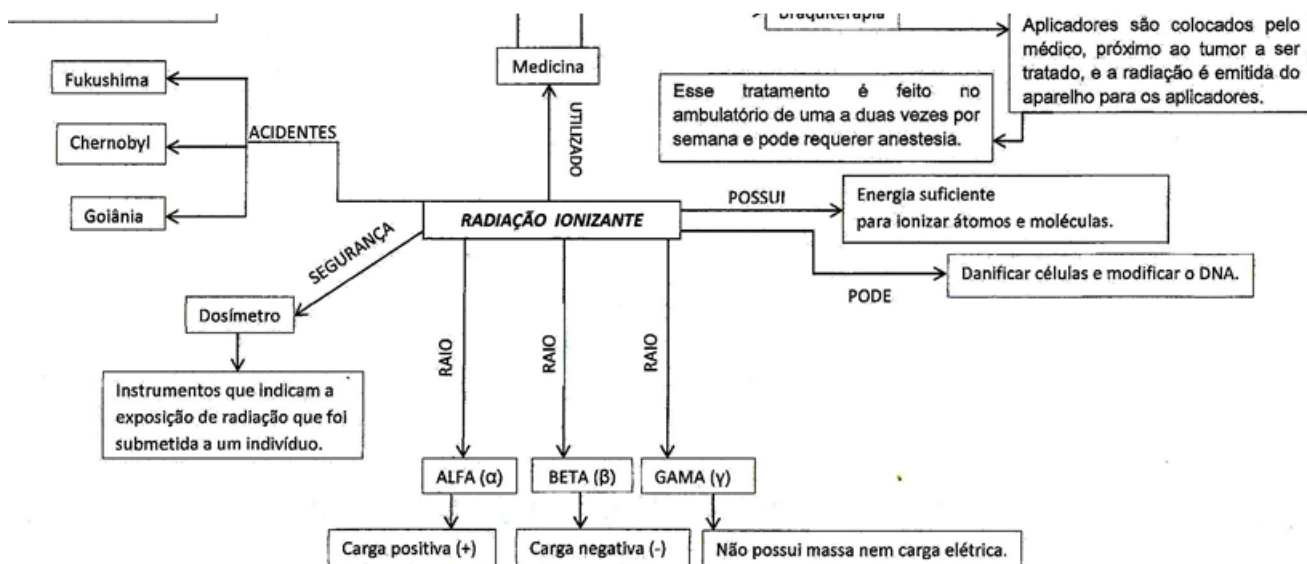 Braquiterapia
Aplicadores são colocados pelo
médico, próximo ao tumor a ser
tratado, e a radiação é emitida do
aparelho para os aplicadores.
Medicina
Fukushima
Esse tratamento é feito no
ambulatório de uma a duas vezes por
semana e pode requerer anestesia.
UTILIZADO
ACIDENTES
Chernobyl
Goiânia
RADIAÇÃO IONIZANTE
POSSUI
Energia suficiente
para ionizar átomos e moléculas.
SEGURANÇA
PODE
Danificar células e modificar o DNA.
Dosímetro
RAIO
RAIO
RAIO
Instrumentos que indicam a
exposição de radiação que foi
submetida a um indivíduo.
ALFA (α)
BETA (β)
GAMA (γ)
Carga positiva (+)
Carga negativa (-)
Não possui massa nem carga elétrica.